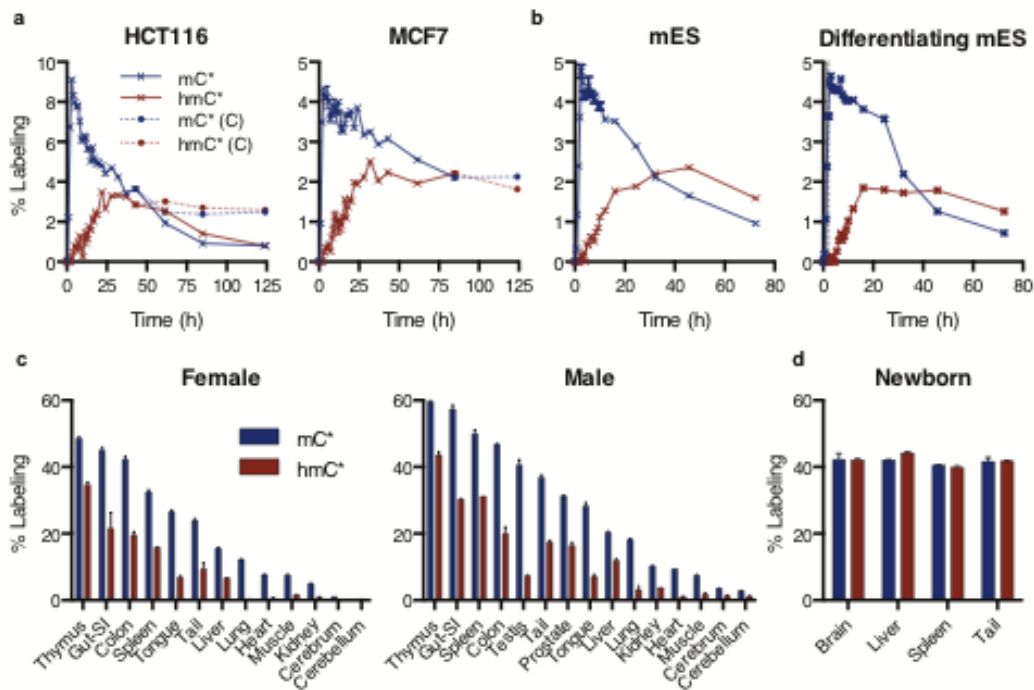 a
HCT116
MCF7
b
mES
Differentiating mES
% Labeling
10
8
6
4
2
0
mC*
hmC*
mC* (C)
hmC* (C)
0 25 50 75 100 125
5
4
3
2
1
0
0 25 50 75 100 125
5
4
3
2
1
0
0 20 40 60 80
5
4
3
2
1
0
0 20 40 60 80
Time (h)
Time (h)
Time (h)
Time (h)
c
Female
Male
d
Newborn
% Labeling
60
40
20
0
mC*
hmC*
Thymus
Gut-SI
Colon
Spleen
Tongue
Tail
Liver
Lung
Heart
Muscle
Kidney
Cerebrum
Cerebellum
60
40
20
0
Thymus
Gut-SI
Spleen
Colon
Testis
Tail
Prostate
Tongue
Liver
Lung
Kidney
Heart
Muscle
Cerebrum
Cerebellum
% Labeling
60
40
20
0
Brain
Liver
Spleen
Tail